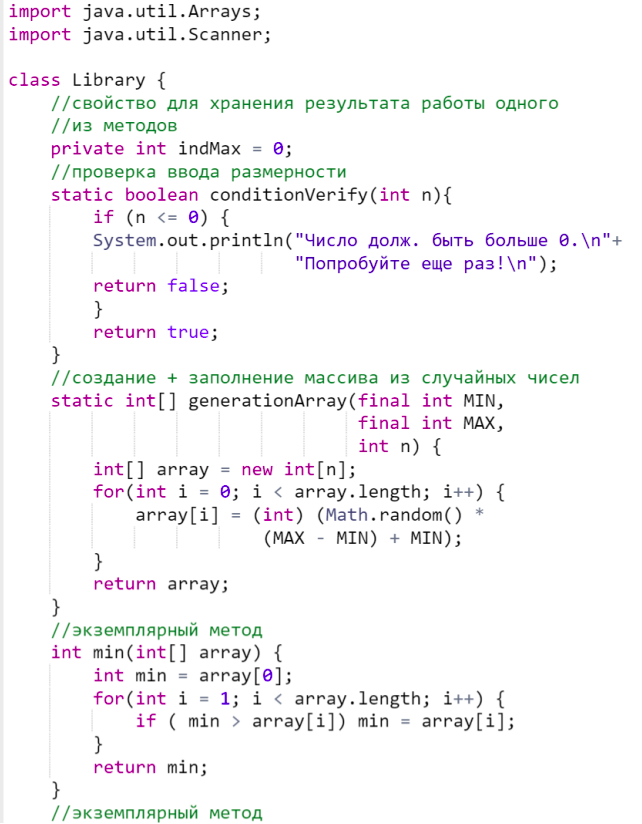 import java.util.Arrays;
import java.util.Scanner;

class Library {
    //свойство для хранения результата работы одного
    //из методов
    private int indMax = 0;
    //проверка ввода размерности
    static boolean conditionVerify(int n){
        if (n <= 0) {
        System.out.println("Число долж. быть больше 0.\n"+
                           "Попробуйте еще раз!\n");
        return false;
        }
        return true;
    }
    //создание + заполнение массива из случайных чисел
    static int[] generationArray(final int MIN,
                                 final int MAX,
                                 int n) {
        int[] array = new int[n];
        for(int i = 0; i < array.length; i++) {
            array[i] = (int) (Math.random() *
                        (MAX - MIN) + MIN);
        }
        return array;
    }
    //экземплярный метод
    int min(int[] array) {
        int min = array[0];
        for(int i = 1; i < array.length; i++) {
            if ( min > array[i]) min = array[i];
        }
        return min;
    }
    //экземплярный метод